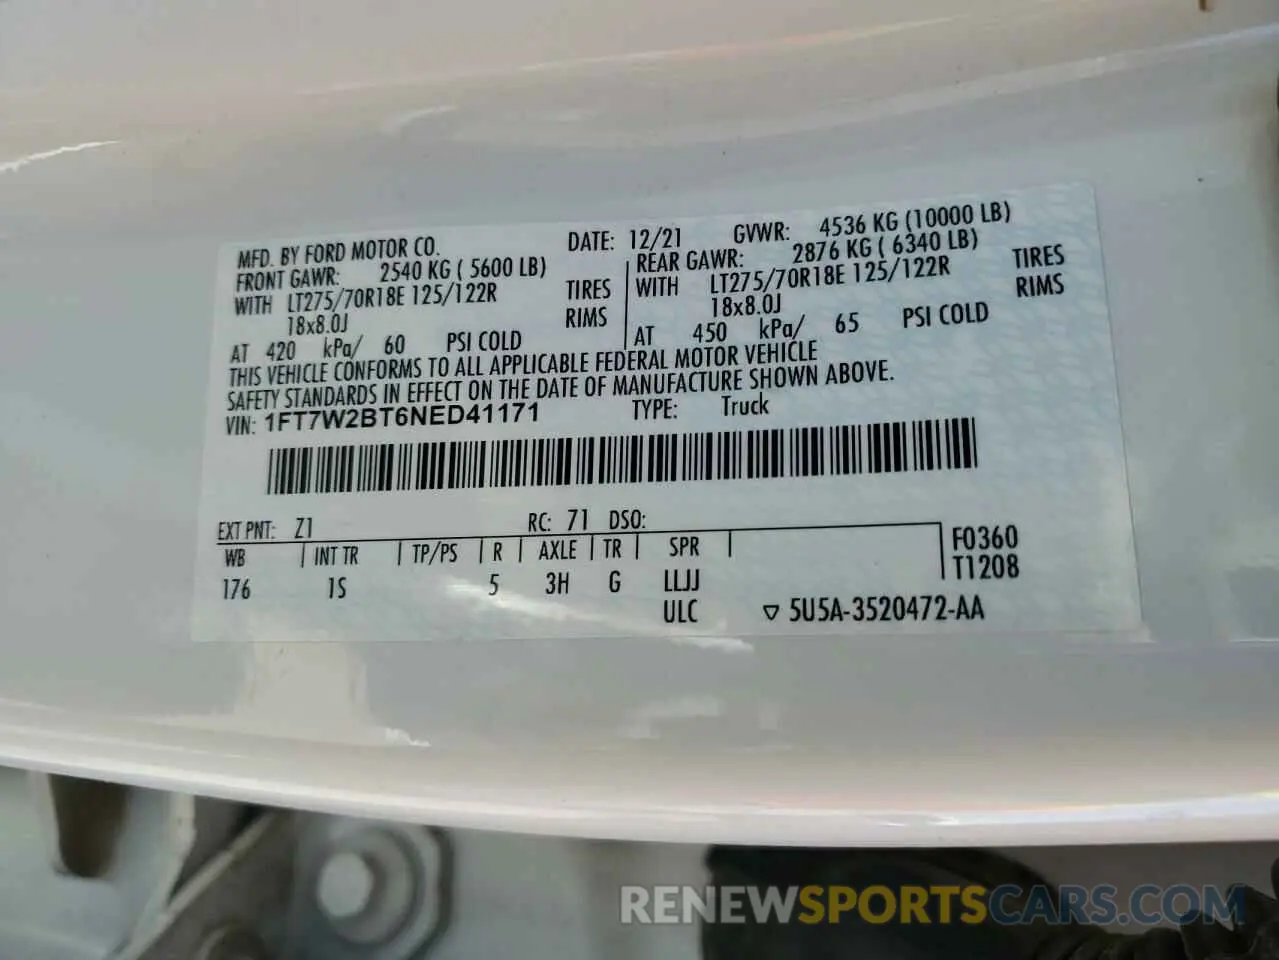 MFD. BY FORD MOTOR CO. DATE: 12/21 GVWR: 4536 KG (10000 LB)
FRONT GAWR: 2540 KG ( 5600 LB) REAR GAWR: 2876 KG ( 6340 LB)
WITH LT275/70R18E 125/122R TIRES WITH LT275/70R18E 125/122R TIRES
18x8.0J RIMS 18x8.0J RIMS
AT 420 kPa/ 60 PSI COLD AT 450 kPa/ 65 PSI COLD
THIS VEHICLE CONFORMS TO ALL APPLICABLE FEDERAL MOTOR VEHICLE
SAFETY STANDARDS IN EFFECT ON THE DATE OF MANUFACTURE SHOWN ABOVE.
VIN: 1FT7W2BT6NED41171 TYPE: Truck
EXT PNT: Z1 RC: 71 DSO:
WB INT TR TP/PS R AXLE TR SPR F0360
176 1S 5 3H G LLJJ T1208
ULC 5U5A-3520472-AA
RENEWSPORTSCARS.COM